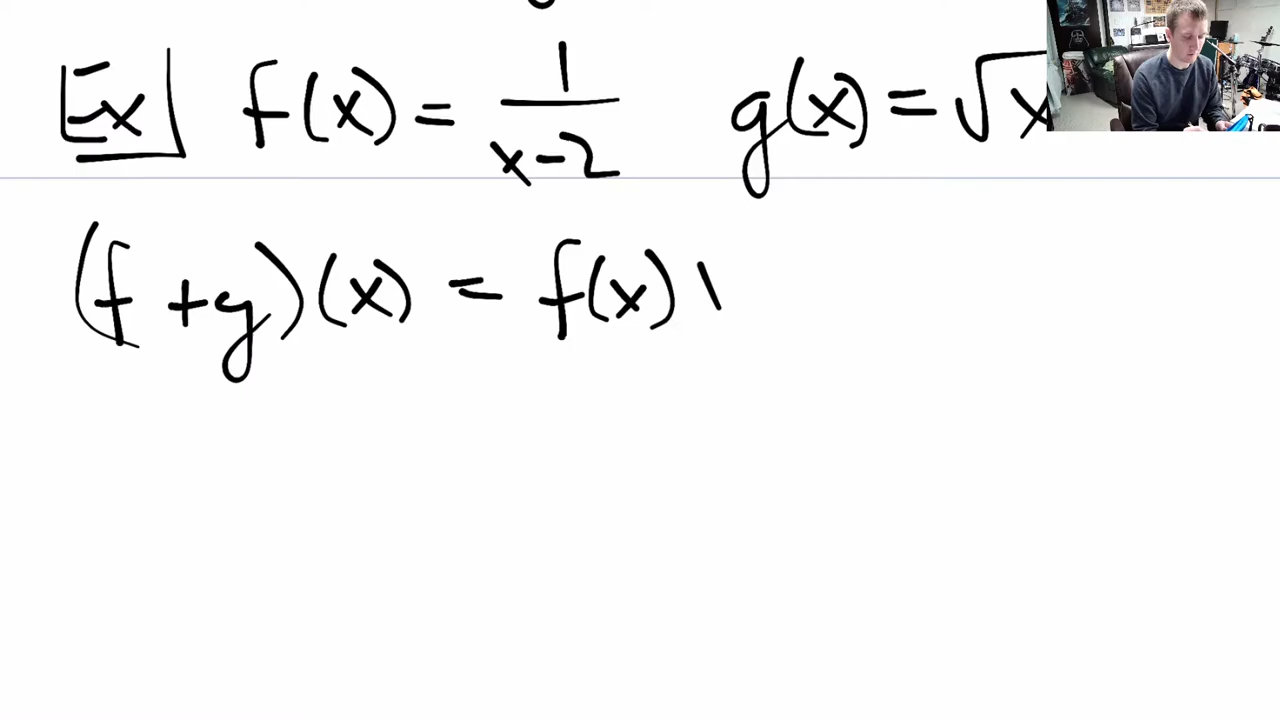 Ex f(x) = 1/(x-2) g(x) = √x
(f + g)(x) = f(x)